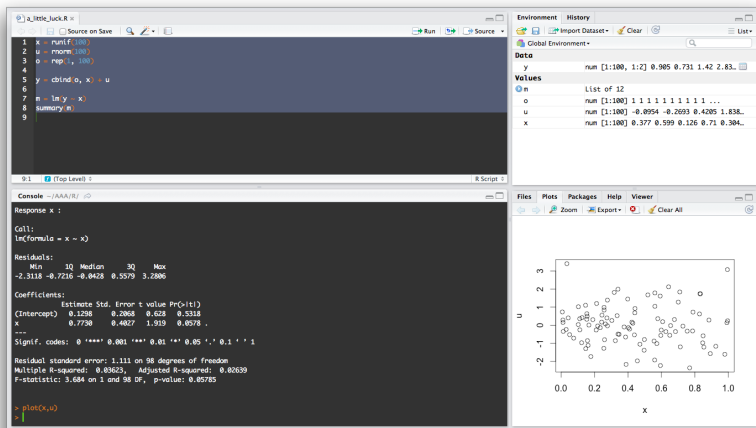 a_little_luck.R
Source on Save
Run
Source
1 x = runif(100)
2 u = rnorm(100)
3 o = rep(1, 100)
4
5 y = cbind(o, x) + u
6
7 m = lm(y ~ x)
8 summary(m)
9
9:1 (Top Level) R Script
Console ~/AAA/R/
Response x :
Call:
lm(formula = x ~ x)
Residuals:
Min 1Q Median 3Q Max
-2.3118 -0.7216 -0.0428 0.5579 3.2806
Coefficients:
Estimate Std. Error t value Pr(>|t|)
(Intercept) 0.1298 0.2068 0.628 0.5318
x 0.7730 0.4027 1.919 0.0578 .
---
Signif. codes: 0 '***' 0.001 '**' 0.01 '*' 0.05 '.' 0.1 ' ' 1
Residual standard error: 1.111 on 98 degrees of freedom
Multiple R-squared: 0.03623, Adjusted R-squared: 0.02639
F-statistic: 3.684 on 1 and 98 DF, p-value: 0.05785
> plot(x,u)
>
Environment History
Import Dataset Clear List
Global Environment
Data
y num [1:100, 1:2] 0.905 0.731 1.42 2.83…
Values
m List of 12
o num [1:100] 1 1 1 1 1 1 1 1 1 1 ...
u num [1:100] -0.0954 -0.2693 0.4205 1.838…
x num [1:100] 0.377 0.599 0.126 0.71 0.304…
Files Plots Packages Help Viewer
Zoom Export Clear All
3
2
1
0
-1
-2
u
0.0 0.2 0.4 0.6 0.8 1.0
x